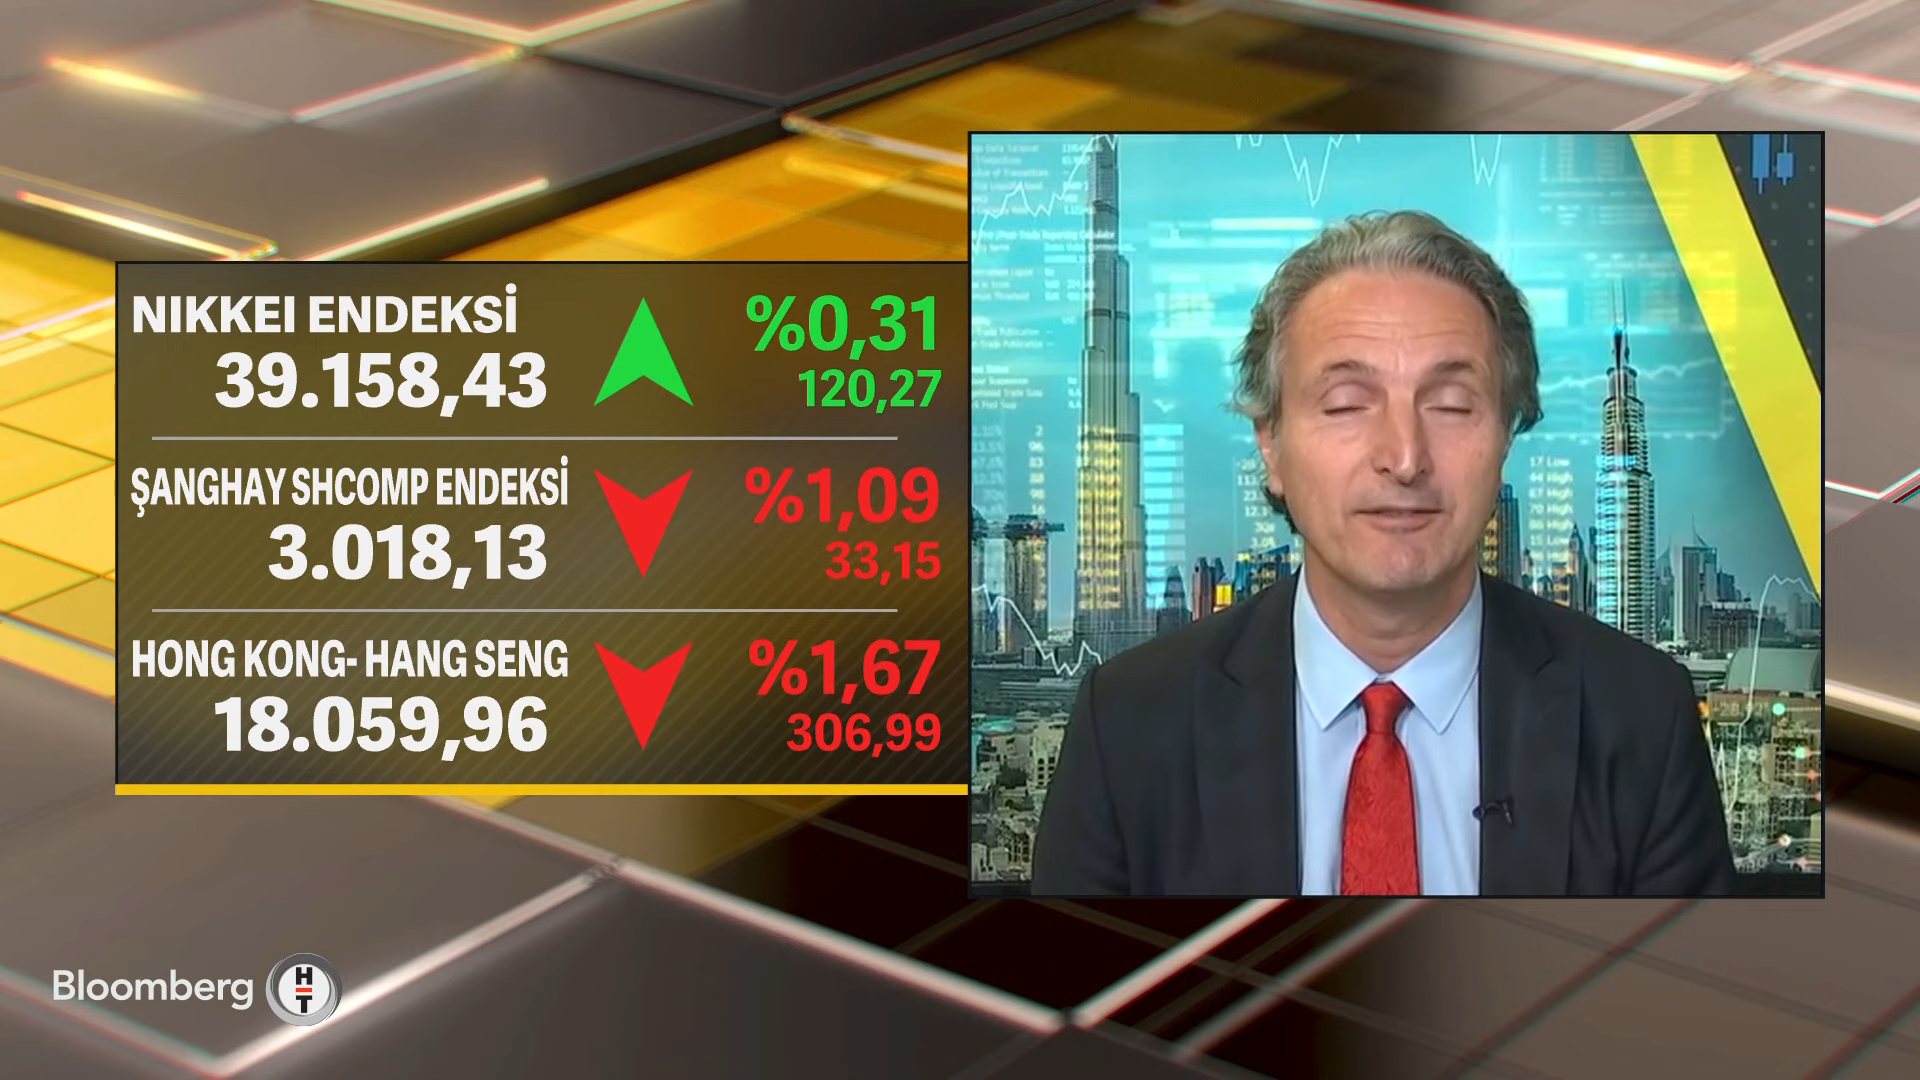 NIKKEI ENDEKSİ
39.158,43
%0,31
120,27
ŞANGHAY SHCOMP ENDEKSİ
3.018,13
%1,09
33,15
HONG KONG- HANG SENG
18.059,96
%1,67
306,99
Bloomberg HT